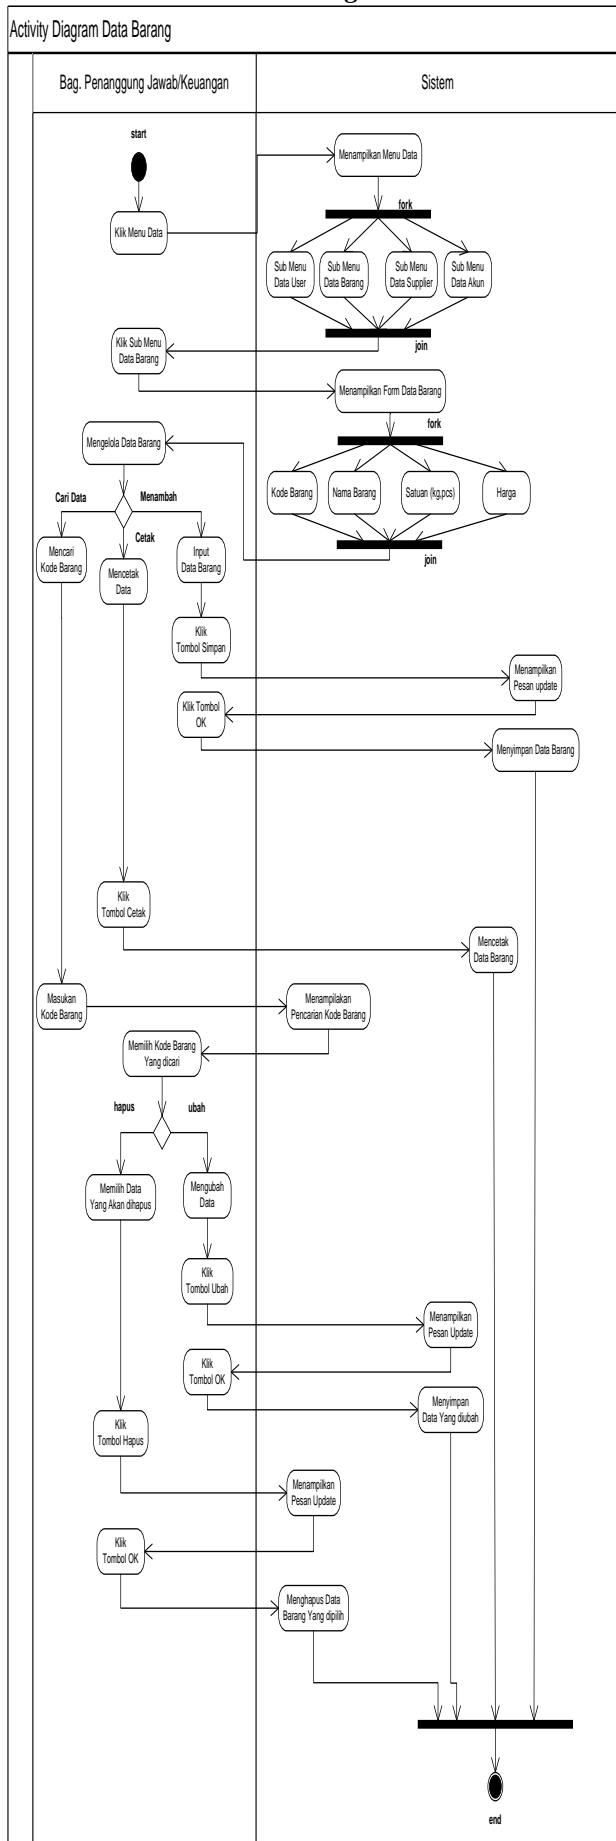 Activity Diagram Data Barang
Bag. Penanggung Jawab/Keuangan
Sistem
start
Menampilkan Menu Data
fork
Klik Menu Data
Sub Menu
Data User
Sub Menu
Data Barang
Sub Menu
Data Supplier
Sub Menu
Data Akun
join
Klik Sub Menu
Data Barang
Menampilkan Form Data Barang
fork
Mengelola Data Barang
Kode Barang
Nama Barang
Satuan (kg,pcs)
Harga
join
Cari Data
Menambah
Cetak
Mencari
Kode Barang
Mencetak
Data
Input
Data Barang
Klik
Tombol Simpan
Menampilkan
Pesan update
Klik Tombol
OK
Menyimpan Data Barang
Klik
Tombol Cetak
Mencetak
Data Barang
Masukan
Kode Barang
Menampilakan
Pencarian Kode Barang
Memilih Kode Barang
Yang dicari
hapus
ubah
Memilih Data
Yang Akan dihapus
Mengubah
Data
Klik
Tombol Ubah
Menampilkan
Pesan Update
Klik
Tombol OK
Menyimpan
Data Yang diubah
Klik
Tombol Hapus
Menampilkan
Pesan Update
Klik
Tombol OK
Menghapus Data
Barang Yang dipilih
end